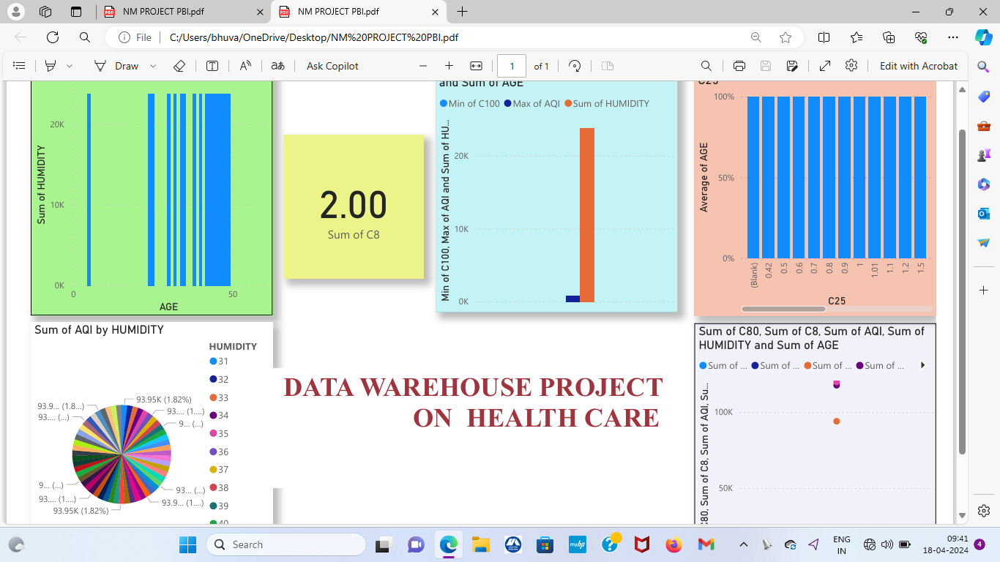 NM PROJECT PBI.pdf
NM PROJECT PBI.pdf
File
C:/Users/bhuva/OneDrive/Desktop/NM%20PROJECT%20PBI.pdf
Draw
aあ
Ask Copilot
1 of 1
Edit with Acrobat
Sum of HUMIDITY
20K
10K
0K
0 50
AGE
2.00
Sum of C8
and Sum of AGE
Min of C100 Max of AQI Sum of HUMIDITY
Min of C100, Max of AQI and Sum of HU...
20K
10K
0K
C25
Average of AGE
100%
50%
0%
(Blank) 0.42 0.5 0.6 0.7 0.8 0.9 1 1.01 1.1 1.2 1.5
C25
Sum of AQI by HUMIDITY
HUMIDITY
31
32
33
34
35
36
37
38
39
40
93.95K (1.82%)
93.... (1....)
9... (...)
93... (...)
93.9... (1....)
93.95K (1.82%)
93.... (1....)
9... (...)
93.... (...)
93.9... (1.8...)
DATA WAREHOUSE PROJECT
ON HEALTH CARE
Sum of C80, Sum of C8, Sum of AQI, Sum of
HUMIDITY and Sum of AGE
Sum of ... Sum of ... Sum of ... Sum of ...
C80, Sum of C8, Sum of AQI, Su...
100K
50K
Search
myhp
ENG
IN
09:41
18-04-2024
4